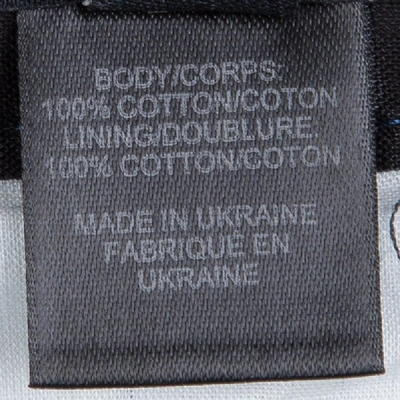 BODY/CORPS:
100% COTTON/COTON
LINING/DOUBLURE:
100% COTTON/COTON
MADE IN UKRAINE
FABRIQUÉ EN
UKRAINE